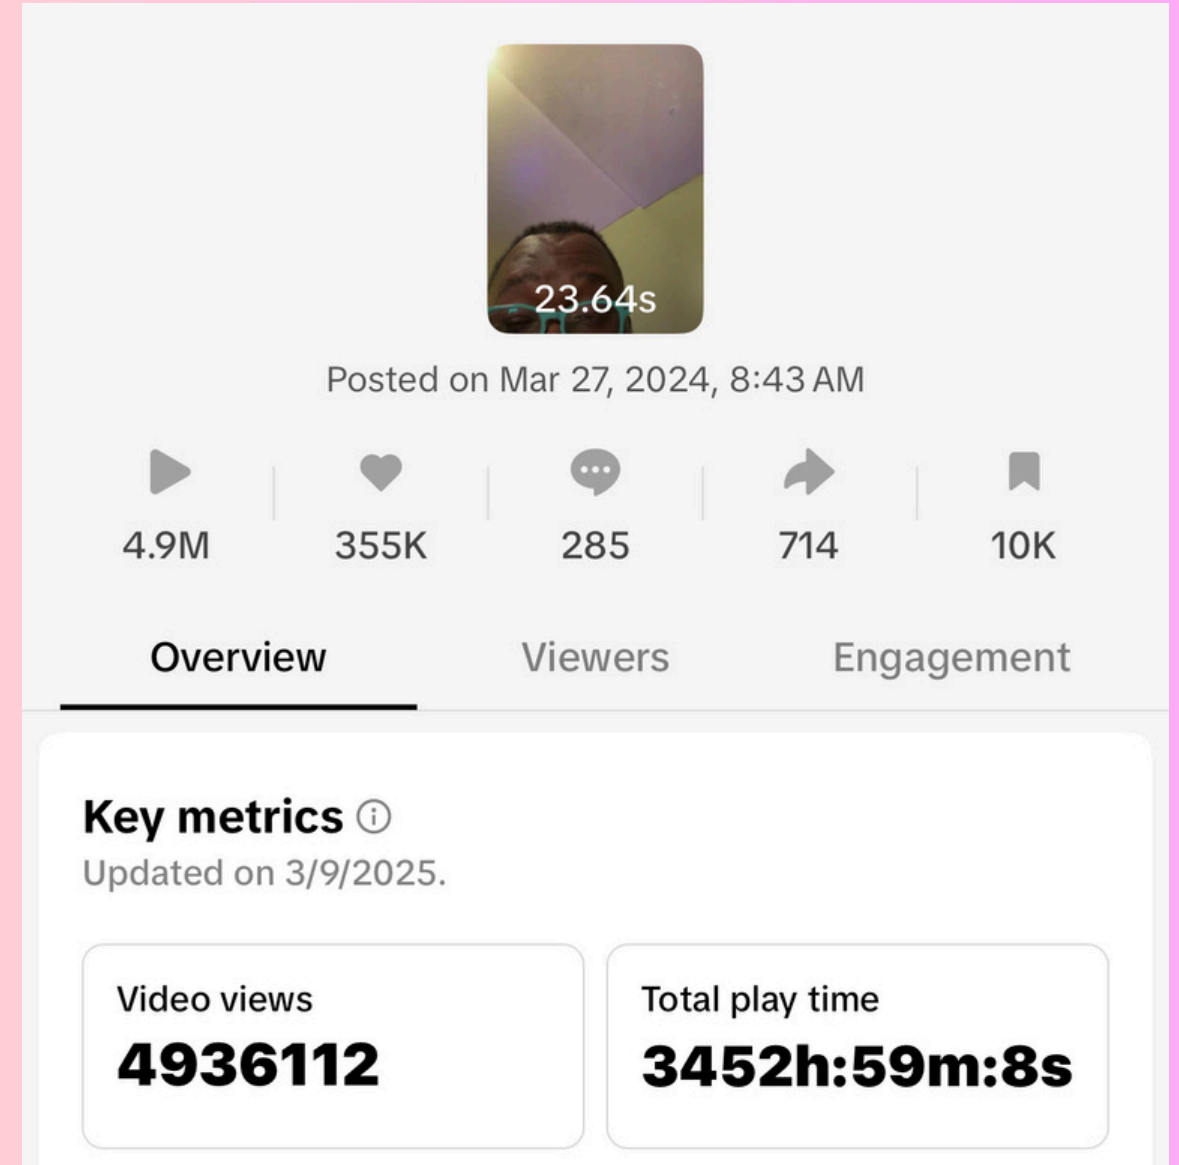 23.64s
Posted on Mar 27, 2024, 8:43 AM
4.9M 355K 285 714 10K
Overview Viewers Engagement
Key metrics
Updated on 3/9/2025.
Video views Total play time
4936112 3452h:59m:8s